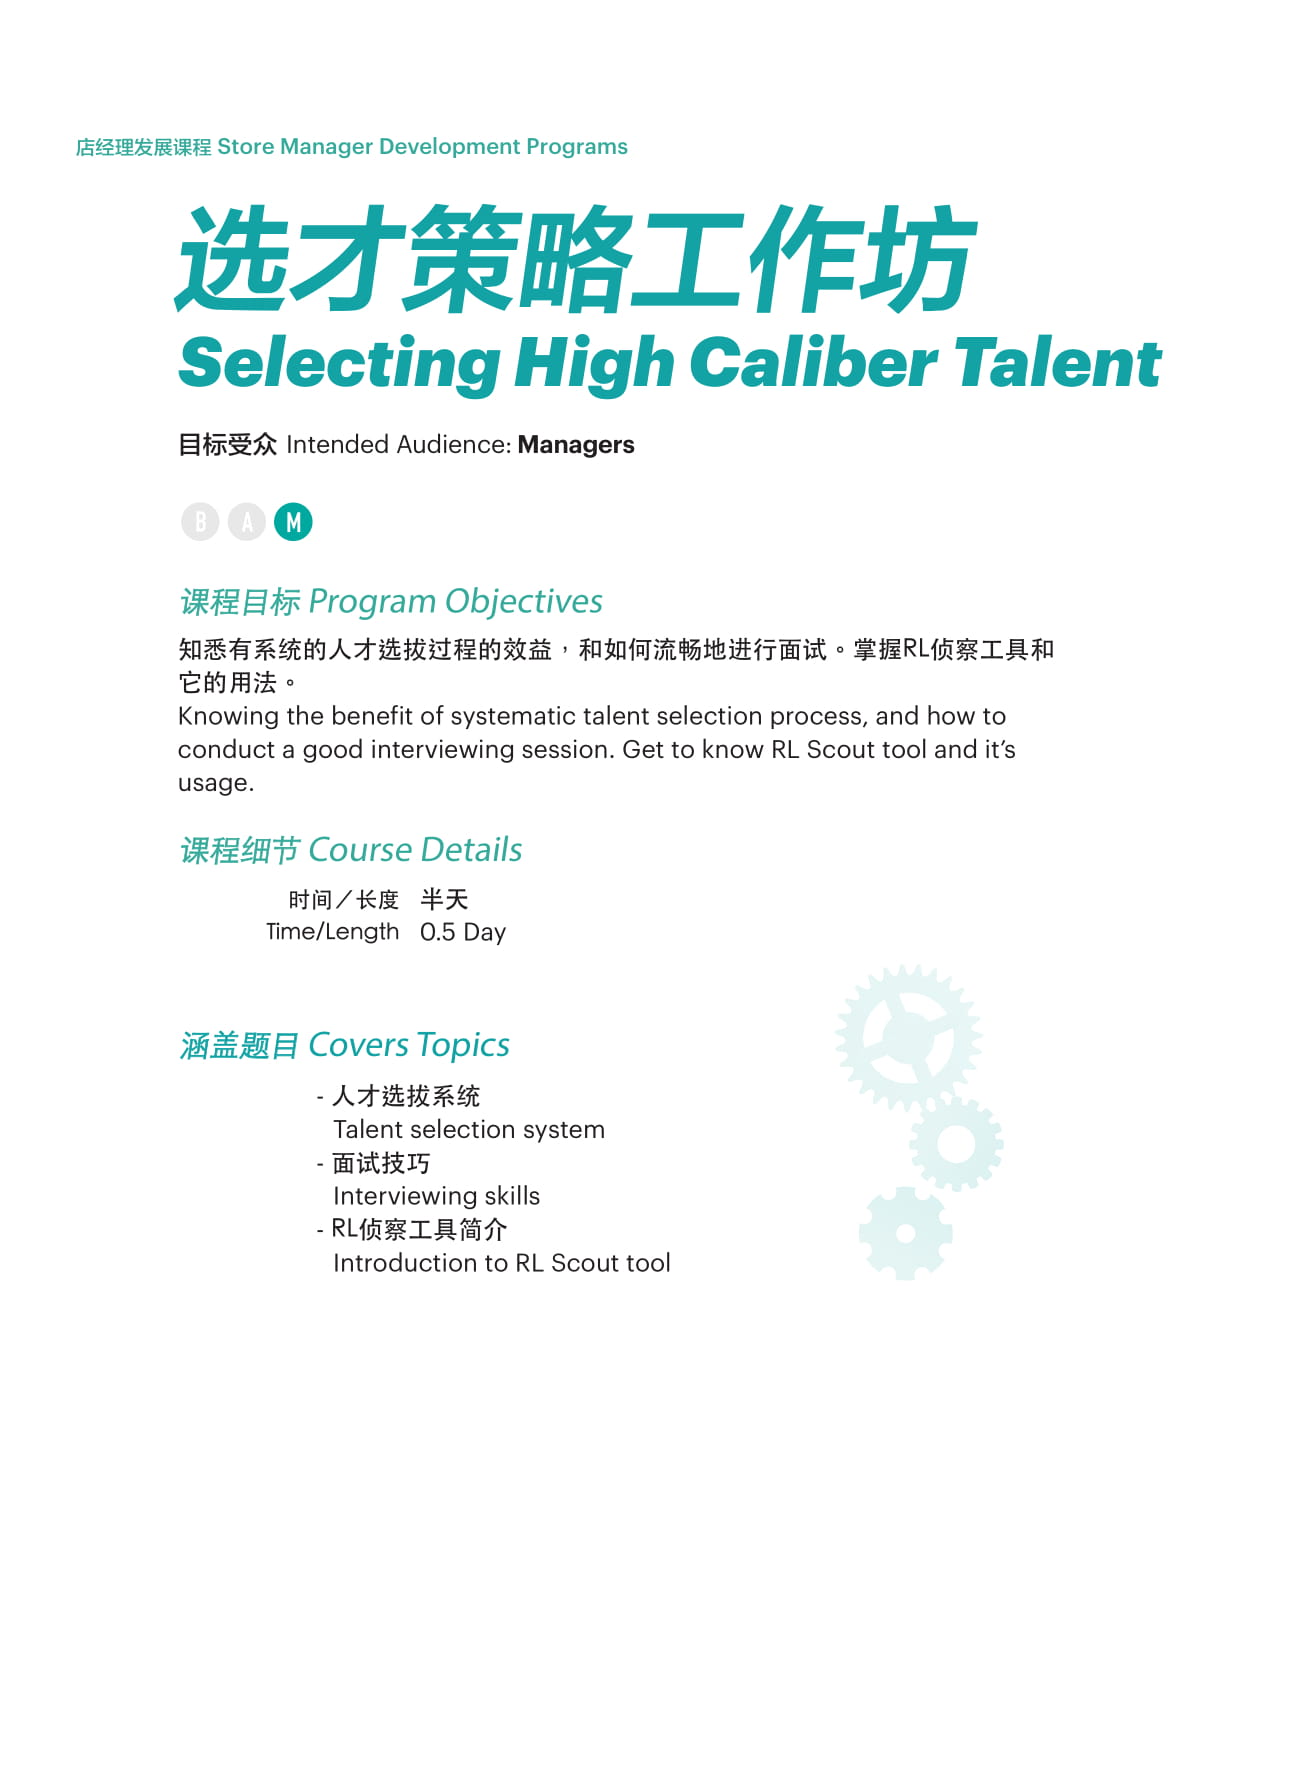 店经理发展课程 Store Manager Development Programs
选才策略工作坊
Selecting High Caliber Talent
目标受众 Intended Audience: Managers
B A M
课程目标 Program Objectives
知悉有系统的人才选拔过程的效益，和如何流畅地进行面试。掌握RL侦察工具和
它的用法。
Knowing the benefit of systematic talent selection process, and how to
conduct a good interviewing session. Get to know RL Scout tool and it’s
usage.
课程细节 Course Details
时间／长度 半天
Time/Length 0.5 Day
涵盖题目 Covers Topics
- 人才选拔系统
Talent selection system
- 面试技巧
Interviewing skills
- RL侦察工具简介
Introduction to RL Scout tool